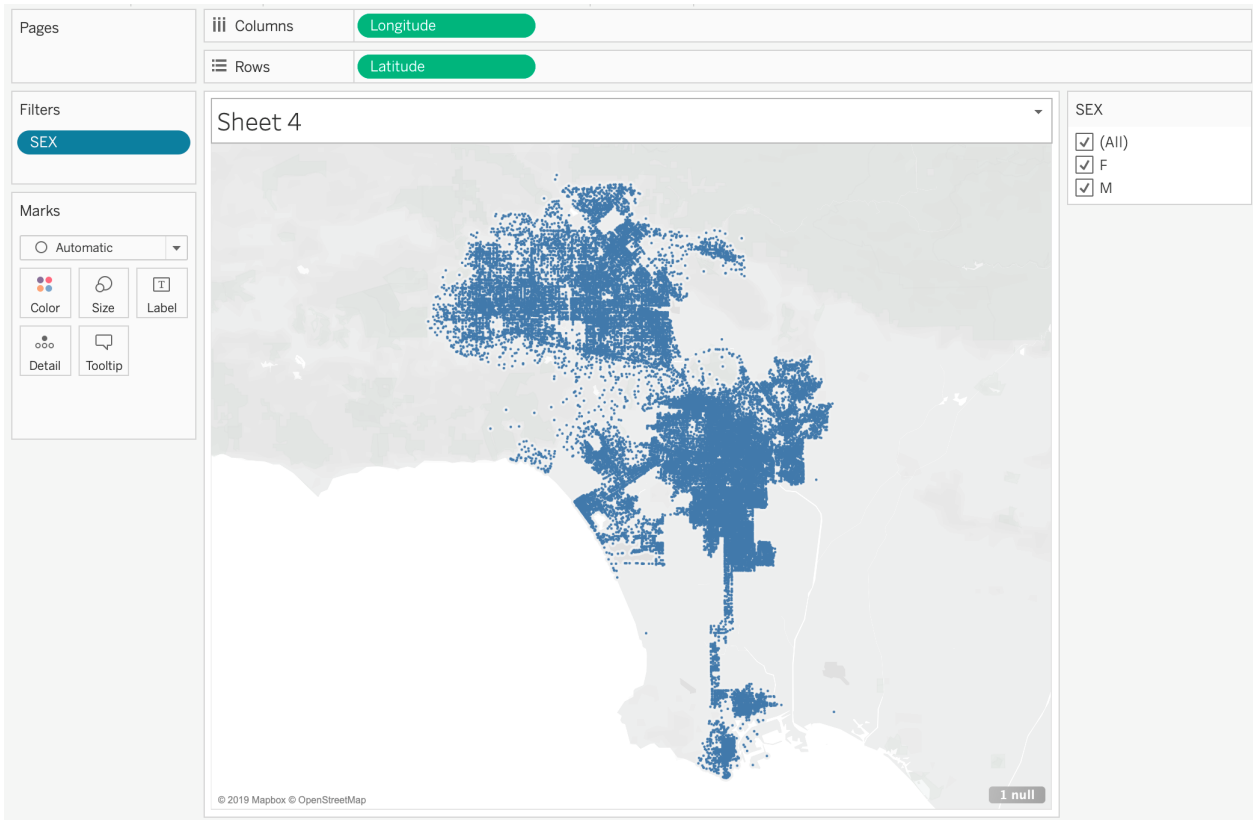 Pages
Columns
Longitude
Rows
Latitude
Filters
SEX
Marks
Automatic
Color
Size
T
Label
Detail
Tooltip
Sheet 4
© 2019 Mapbox © OpenStreetMap
1 null
SEX
(All)
F
M